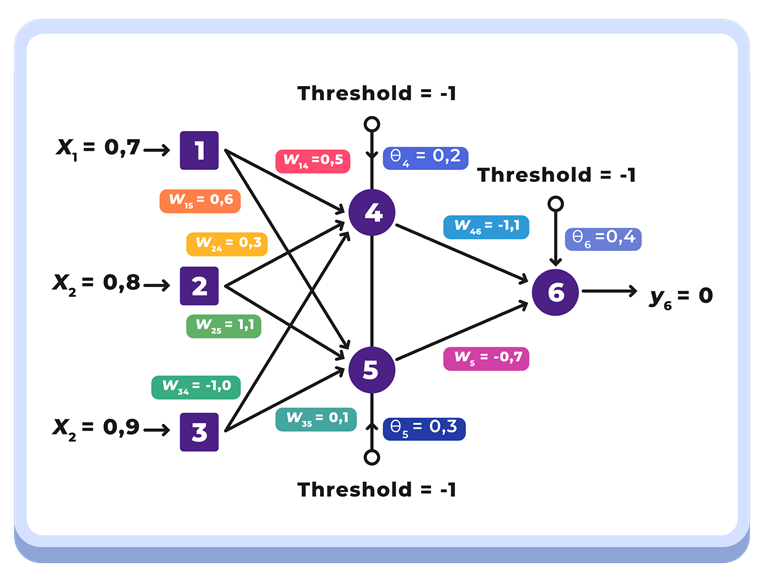 Threshold = -1
X1 = 0,7
1
W14 =0,5
θ4 = 0,2
Threshold = -1
W15 = 0,6
4
W46 = -1,1
θ6 =0,4
W24 = 0,3
X2 = 0,8
2
6
y6 = 0
W25 = 1,1
5
W5 = -0,7
W34 = -1,0
X2 = 0,9
3
W35 = 0,1
θ5 = 0,3
Threshold = -1